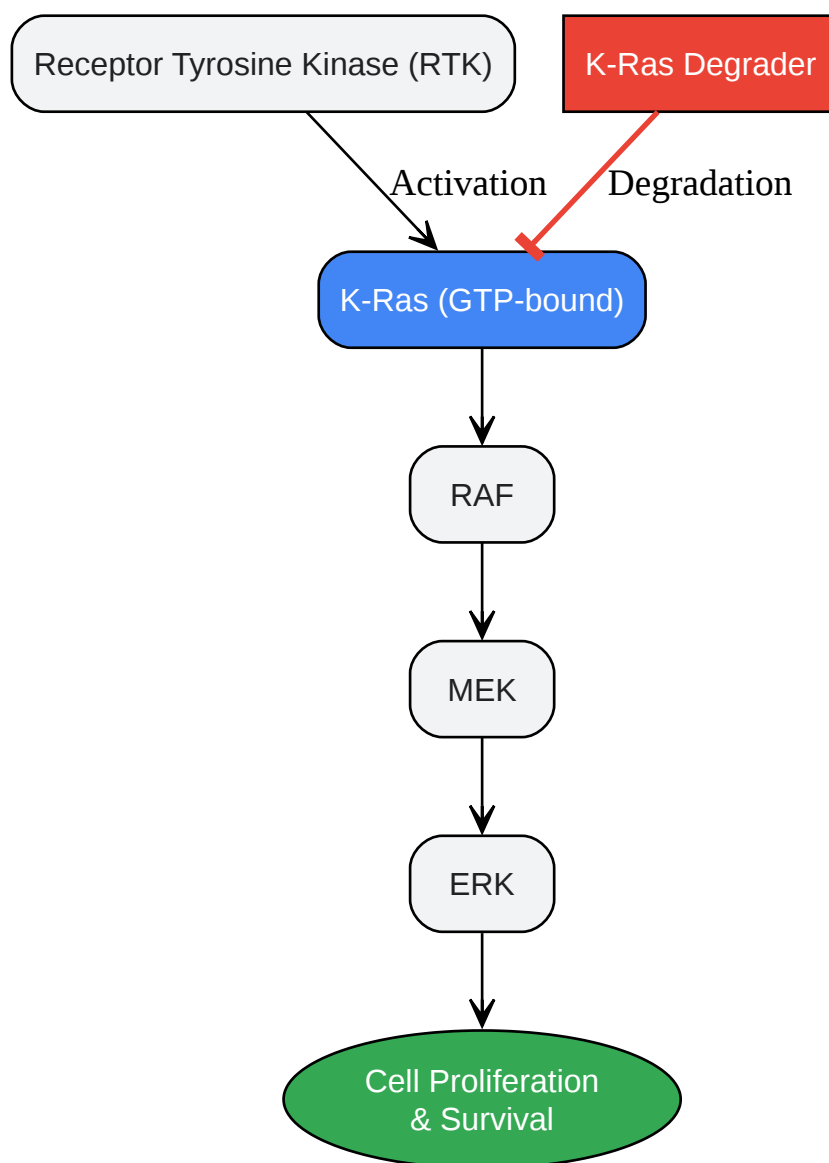 Receptor Tyrosine Kinase (RTK)
K-Ras Degrader
Activation
Degradation
K-Ras (GTP-bound)
RAF
MEK
ERK
Cell Proliferation
& Survival